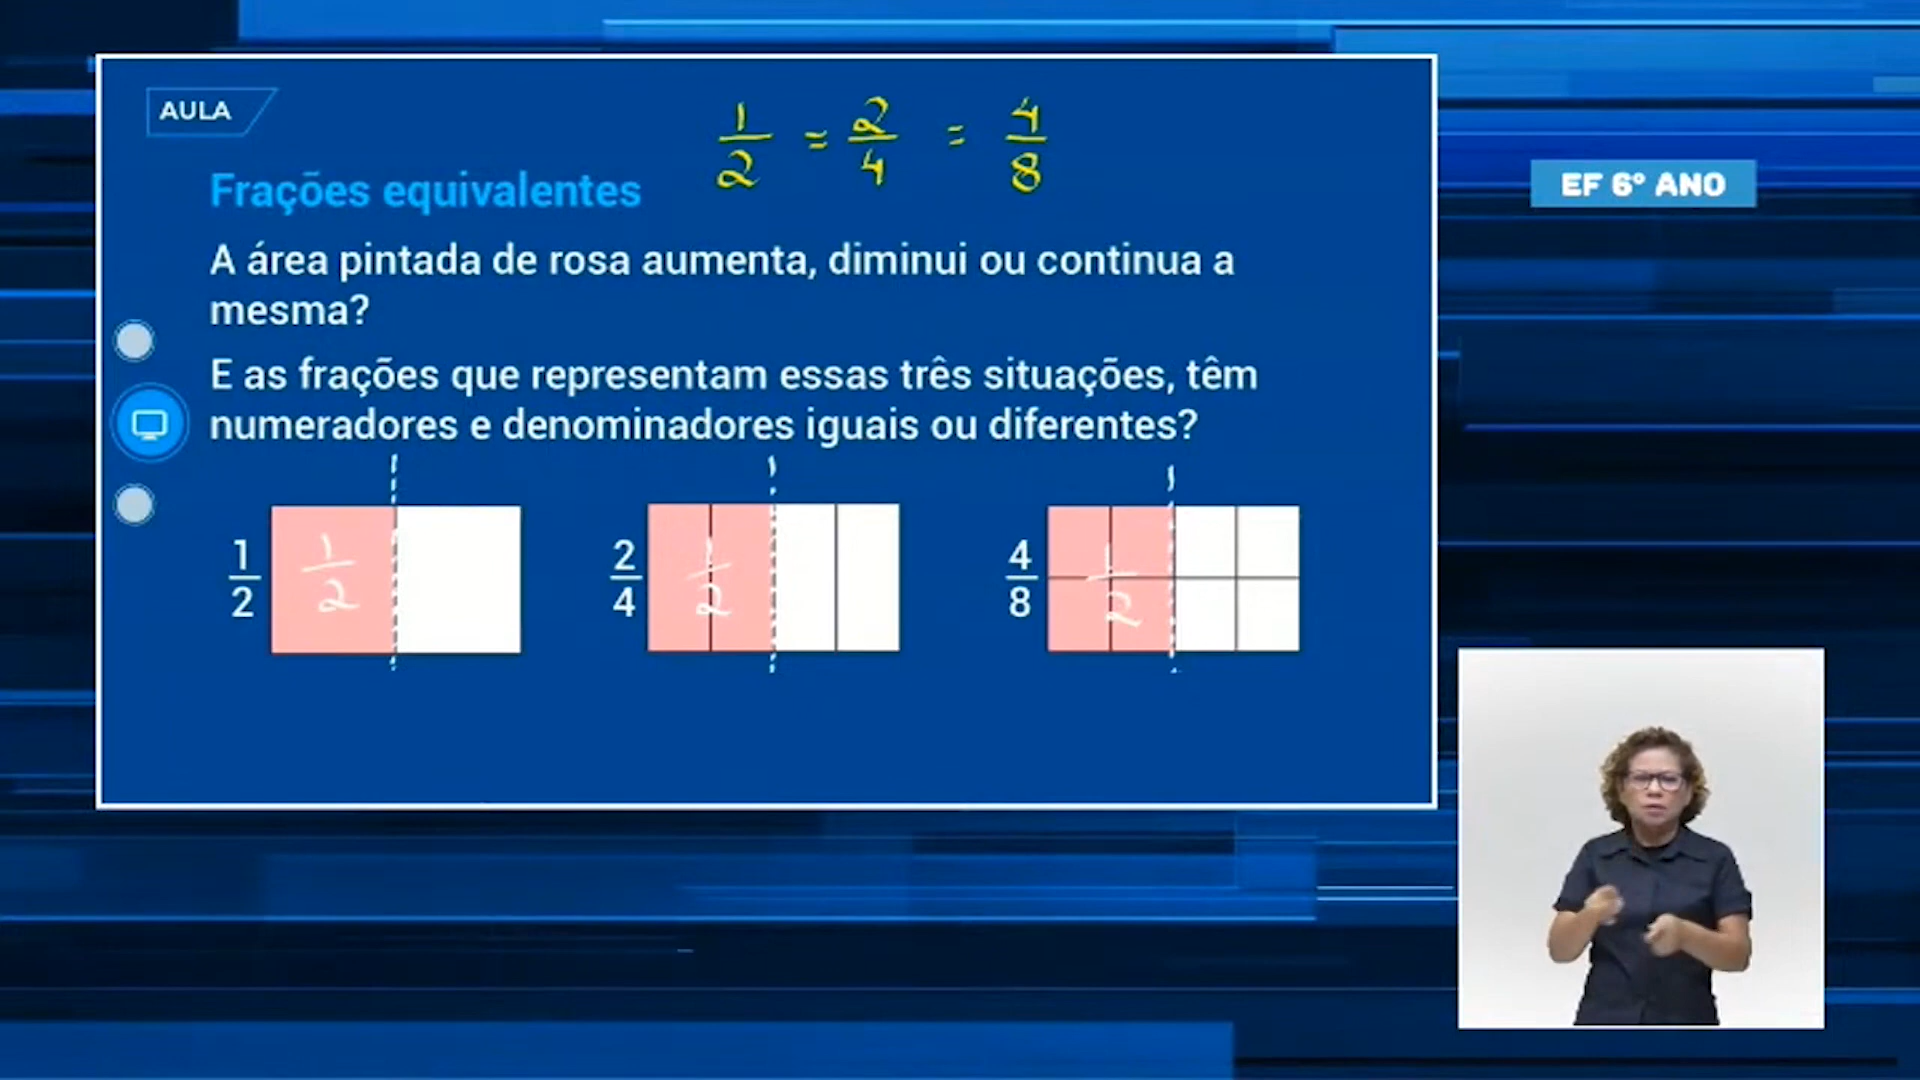 AULA
1/2 = 2/4 = 4/8
EF 6º ANO
Frações equivalentes
A área pintada de rosa aumenta, diminui ou continua a
mesma?
E as frações que representam essas três situações, têm
numeradores e denominadores iguais ou diferentes?
1/2 1/2
2/4 1/2
4/8 1/2